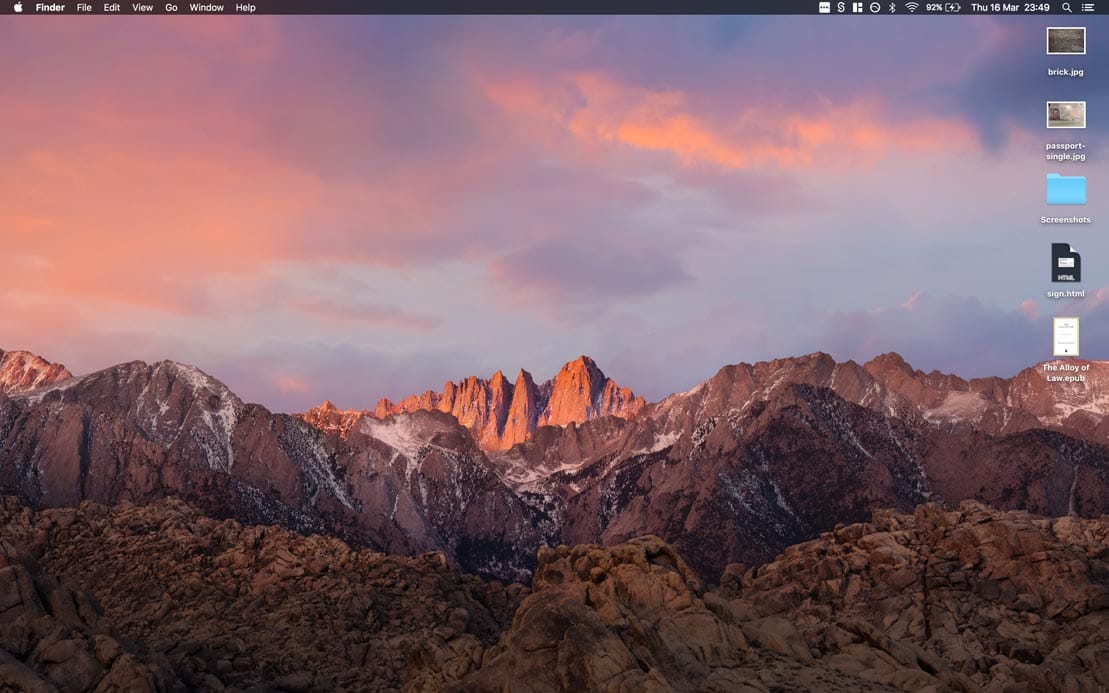 Finder File Edit View Go Window Help 92% Thu 16 Mar 23:49
brick.jpg
passport-
single.jpg
Screenshots
HTML
sign.html
The Alloy of
Law.epub